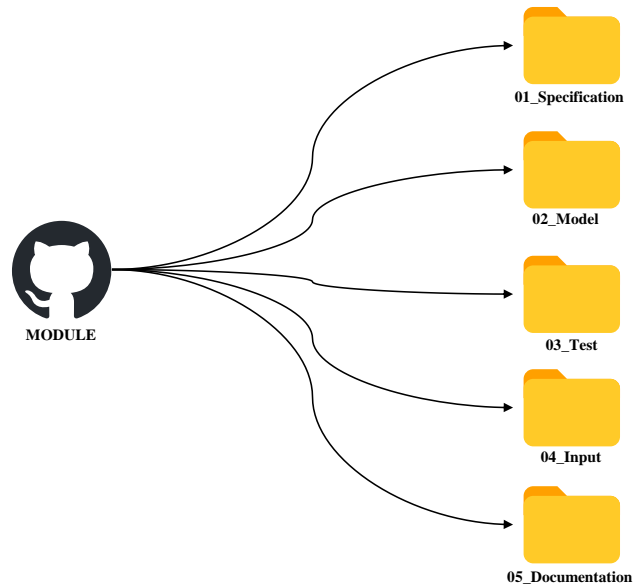 01_Specification
02_Model
MODULE
03_Test
04_Input
05_Documentation